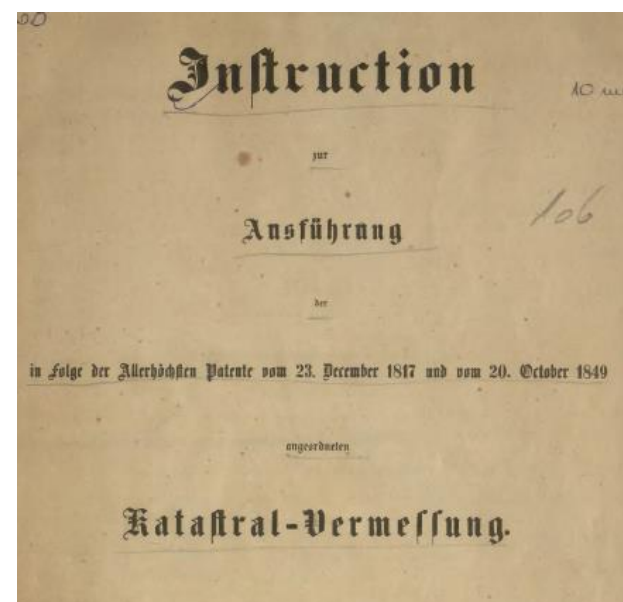 Instruction
10 m
zur
106
Ausführung
der
in Folge der Allerhöchsten Patente vom 23. December 1817 und vom 20. October 1849
angeordneten
Katastral-Vermessung.